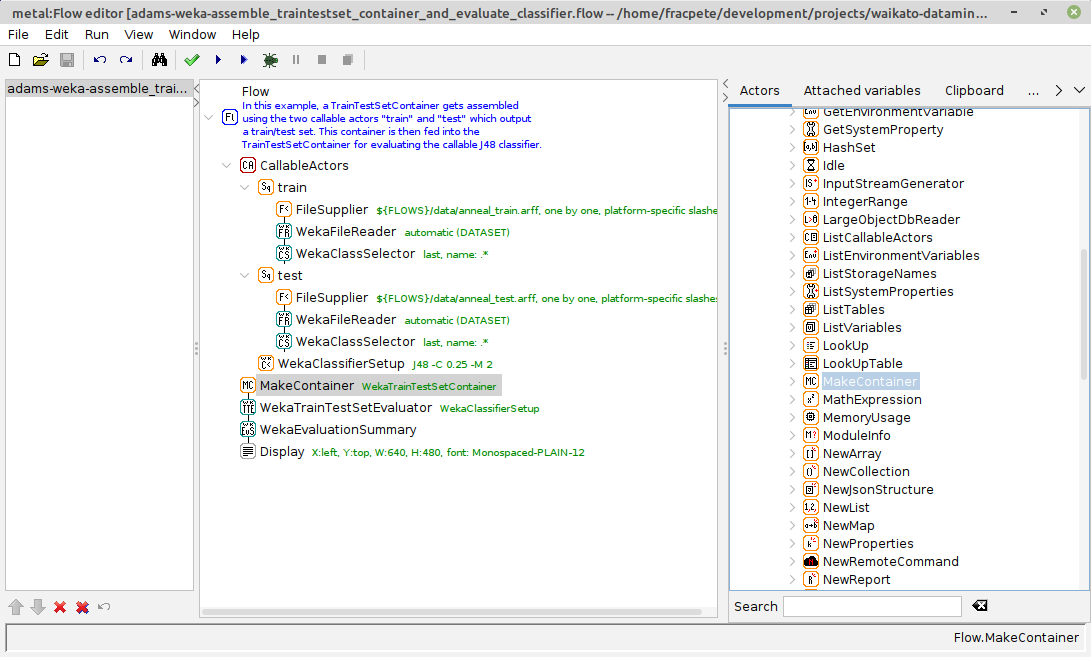 metal:Flow editor [adams-weka-assemble_traintestset_container_and_evaluate_classifier.flow -- /home/fracpete/development/projects/waikato-datamin...
File Edit Run View Window Help
adams-weka-assemble_trai...
Flow
In this example, a TrainTestSetContainer gets assembled
using the two callable actors "train" and "test" which output
a train/test set. This container is then fed into the
TrainTestSetContainer for evaluating the callable J48 classifier.
CallableActors
train
FileSupplier ${FLOWS}/data/anneal_train.arff, one by one, platform-specific slashe
WekaFileReader automatic (DATASET)
WekaClassSelector last, name: .*
test
FileSupplier ${FLOWS}/data/anneal_test.arff, one by one, platform-specific slashe
WekaFileReader automatic (DATASET)
WekaClassSelector last, name: .*
WekaClassifierSetup J48 -C 0.25 -M 2
MakeContainer WekaTrainTestSetContainer
WekaTrainTestSetEvaluator WekaClassifierSetup
WekaEvaluationSummary
Display X:left, Y:top, W:640, H:480, font: Monospaced-PLAIN-12
Actors Attached variables Clipboard ...
GetEnvironmentVariable
GetSystemProperty
HashSet
Idle
InputStreamGenerator
IntegerRange
LargeObjectDbReader
ListCallableActors
ListEnvironmentVariables
ListStorageNames
ListSystemProperties
ListTables
ListVariables
LookUp
LookUpTable
MakeContainer
MathExpression
MemoryUsage
ModuleInfo
NewArray
NewCollection
NewJsonStructure
NewList
NewMap
NewProperties
NewRemoteCommand
NewReport
Search
Flow.MakeContainer